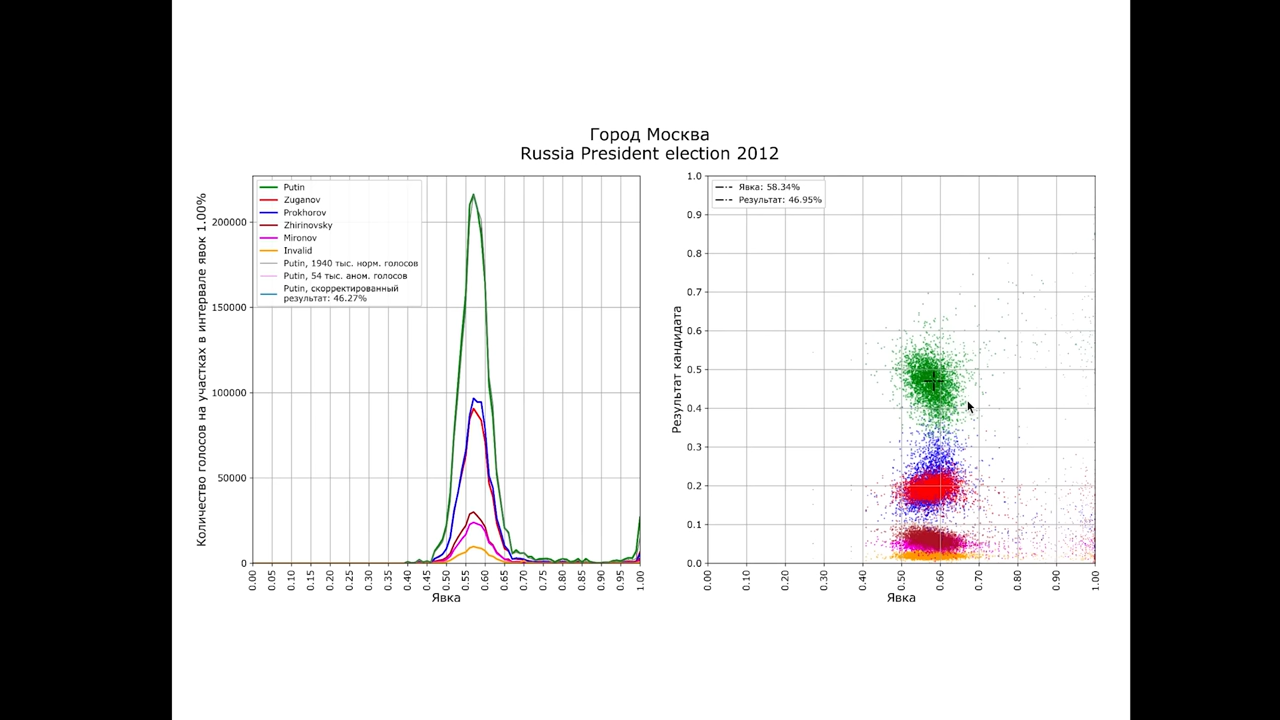 Город Москва
Russia President election 2012
Количество голосов на участках в интервале явок 1.00%
200000
150000
100000
50000
0
Putin
Zuganov
Prokhorov
Zhirinovsky
Mironov
Invalid
Putin, 1940 тыс. норм. голосов
Putin, 54 тыс. аном. голосов
Putin, скорректированный
результат: 46.27%
0.00
0.05
0.10
0.15
0.20
0.25
0.30
0.35
0.40
0.45
0.50
0.55
0.60
0.65
0.70
0.75
0.80
0.85
0.90
0.95
1.00
Явка
Результат кандидата
1.0
0.9
0.8
0.7
0.6
0.5
0.4
0.3
0.2
0.1
0.0
Явка: 58.34%
Результат: 46.95%
0.00
0.10
0.20
0.30
0.40
0.50
0.60
0.70
0.80
0.90
1.00
Явка